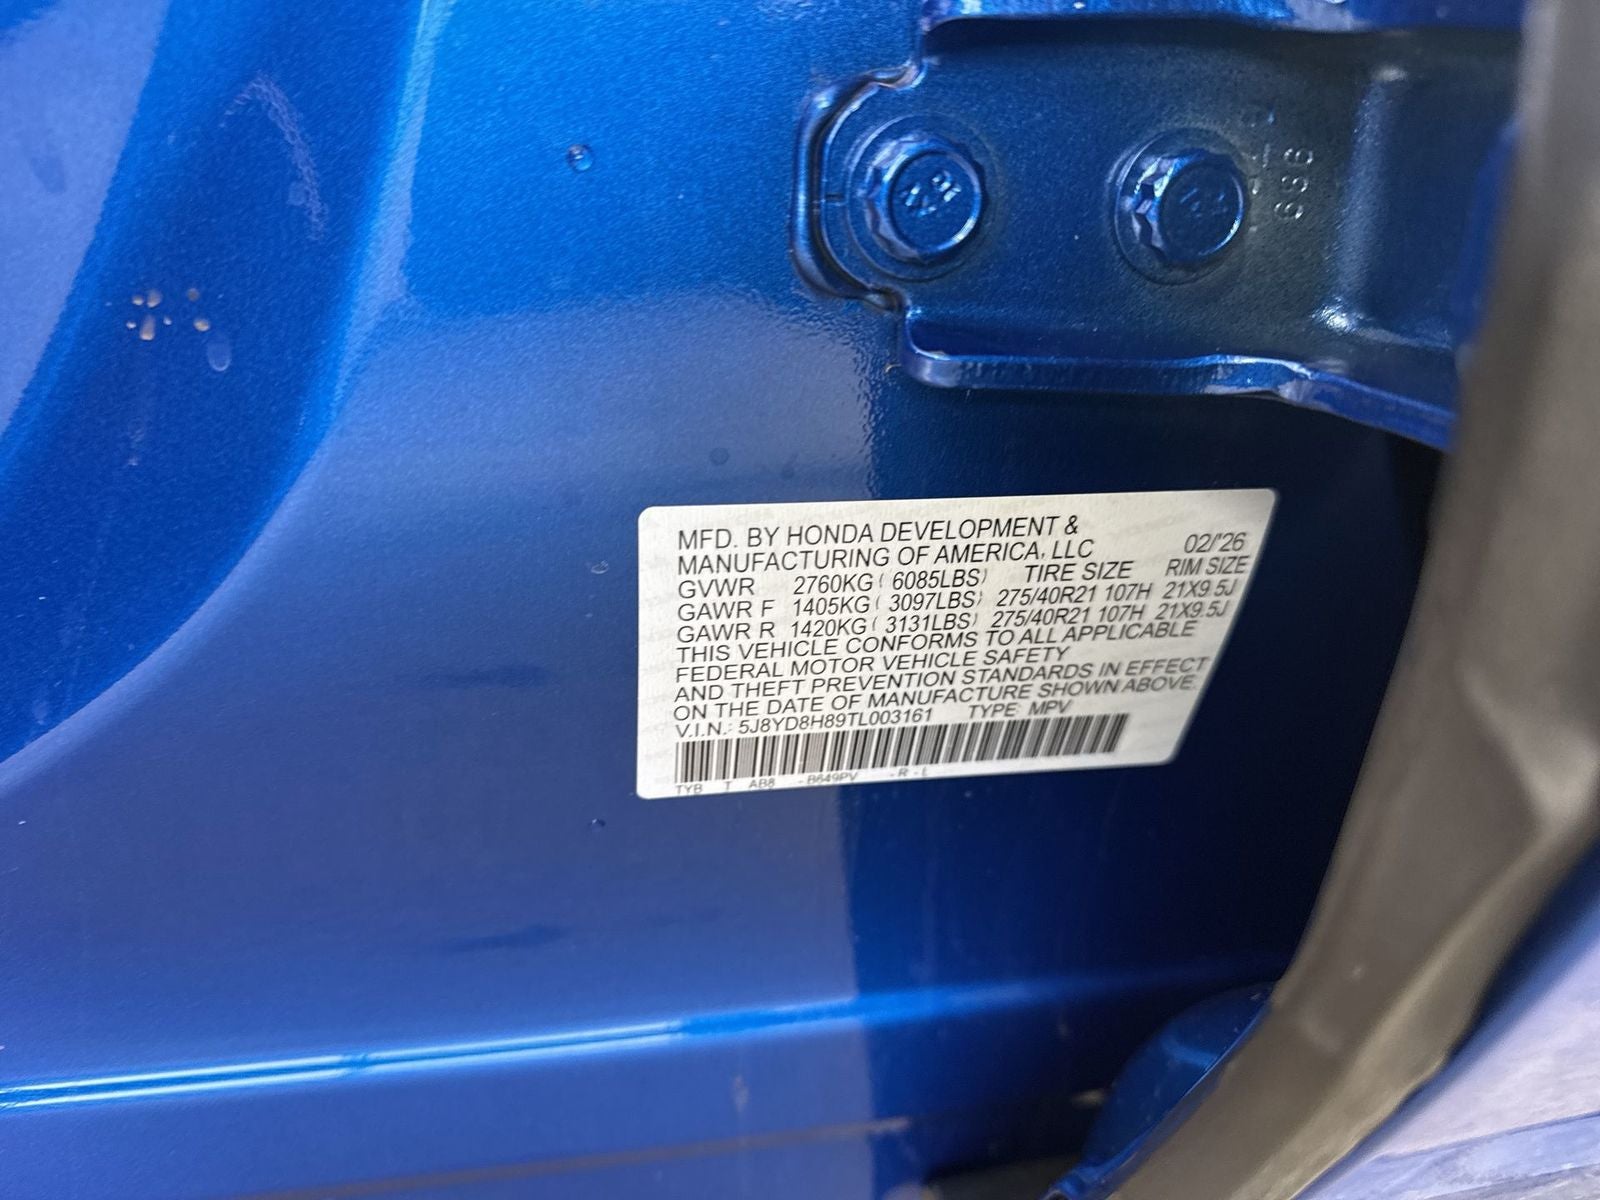 MFD. BY HONDA DEVELOPMENT &
MANUFACTURING OF AMERICA, LLC 02/'26
GVWR 2760KG ( 6085LBS) TIRE SIZE RIM SIZE
GAWR F 1405KG ( 3097LBS) 275/40R21 107H 21X9.5J
GAWR R 1420KG ( 3131LBS) 275/40R21 107H 21X9.5J
THIS VEHICLE CONFORMS TO ALL APPLICABLE
FEDERAL MOTOR VEHICLE SAFETY
AND THEFT PREVENTION STANDARDS IN EFFECT
ON THE DATE OF MANUFACTURE SHOWN ABOVE.
V.I.N.: 5J8YD8H89TL003161 TYPE: MPV
TYB T AB8 - B649PV - R - L